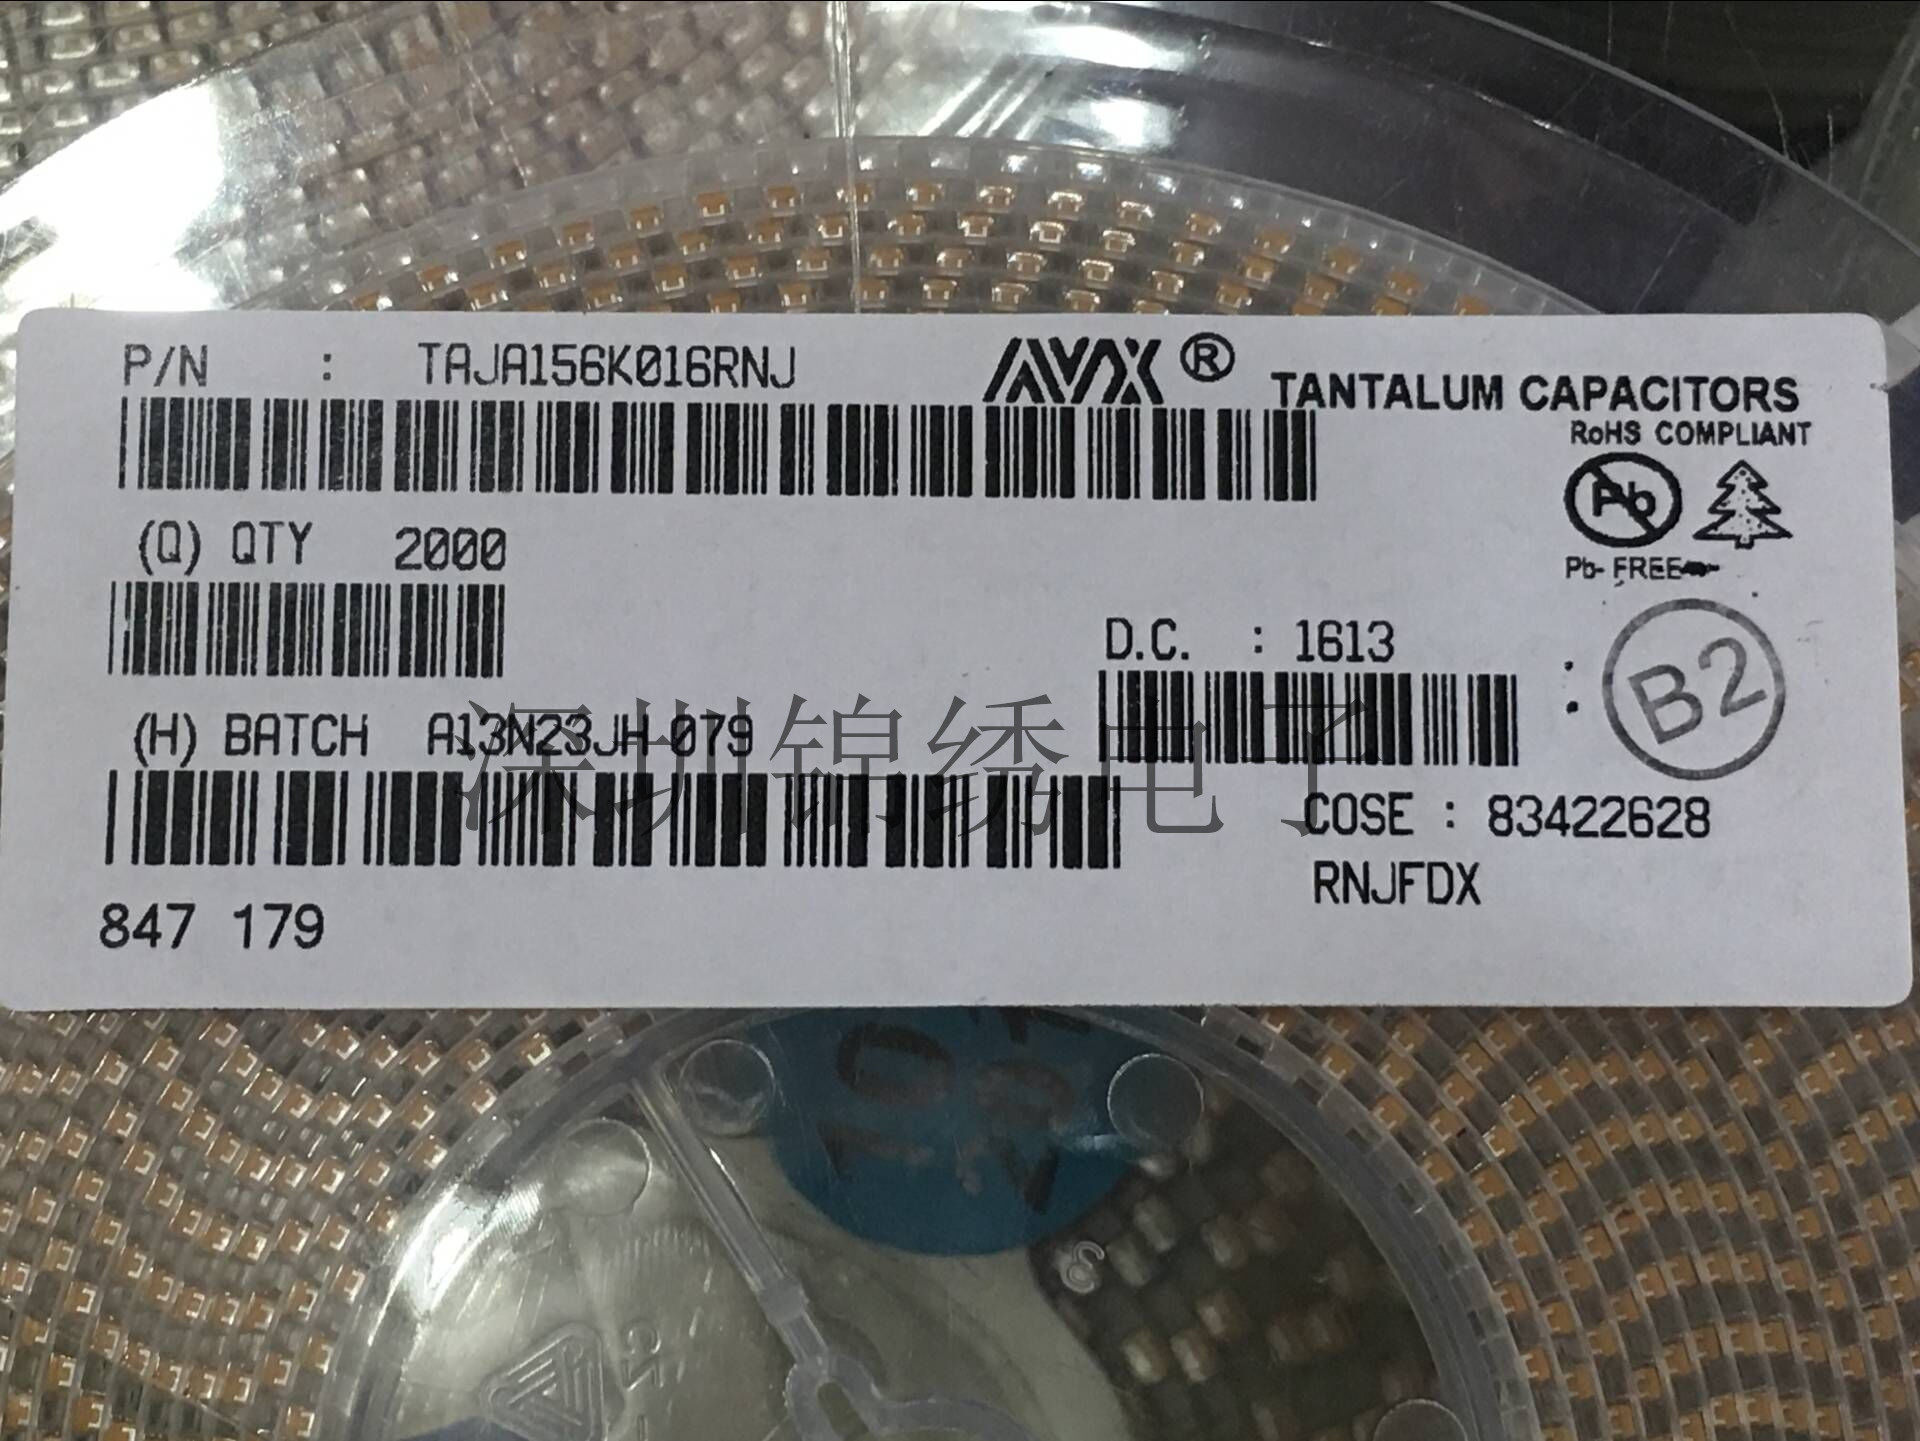 P/N : TAJA156K016RNJ
AVX ®
TANTALUM CAPACITORS
RoHS COMPLIANT
Pb
(Q) QTY 2000
Pb- FREE
D.C. : 1613
B2
(H) BATCH A13N23JH 079
深圳锦绣电子
COSE : 83422628
RNJFDX
847 179